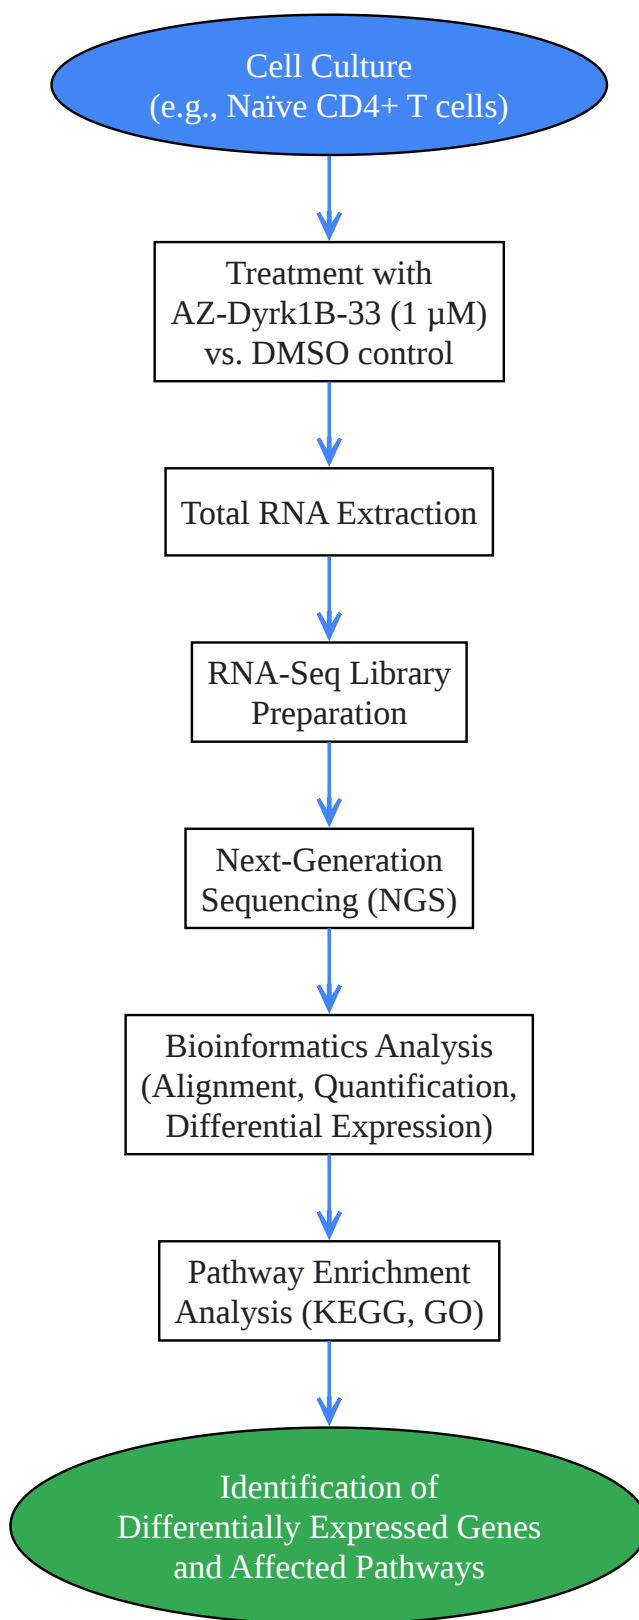 Cell Culture
(e.g., Naïve CD4+ T cells)
Treatment with
AZ-Dyrk1B-33 (1 µM)
vs. DMSO control
Total RNA Extraction
RNA-Seq Library
Preparation
Next-Generation
Sequencing (NGS)
Bioinformatics Analysis
(Alignment, Quantification,
Differential Expression)
Pathway Enrichment
Analysis (KEGG, GO)
Identification of
Differentially Expressed Genes
and Affected Pathways